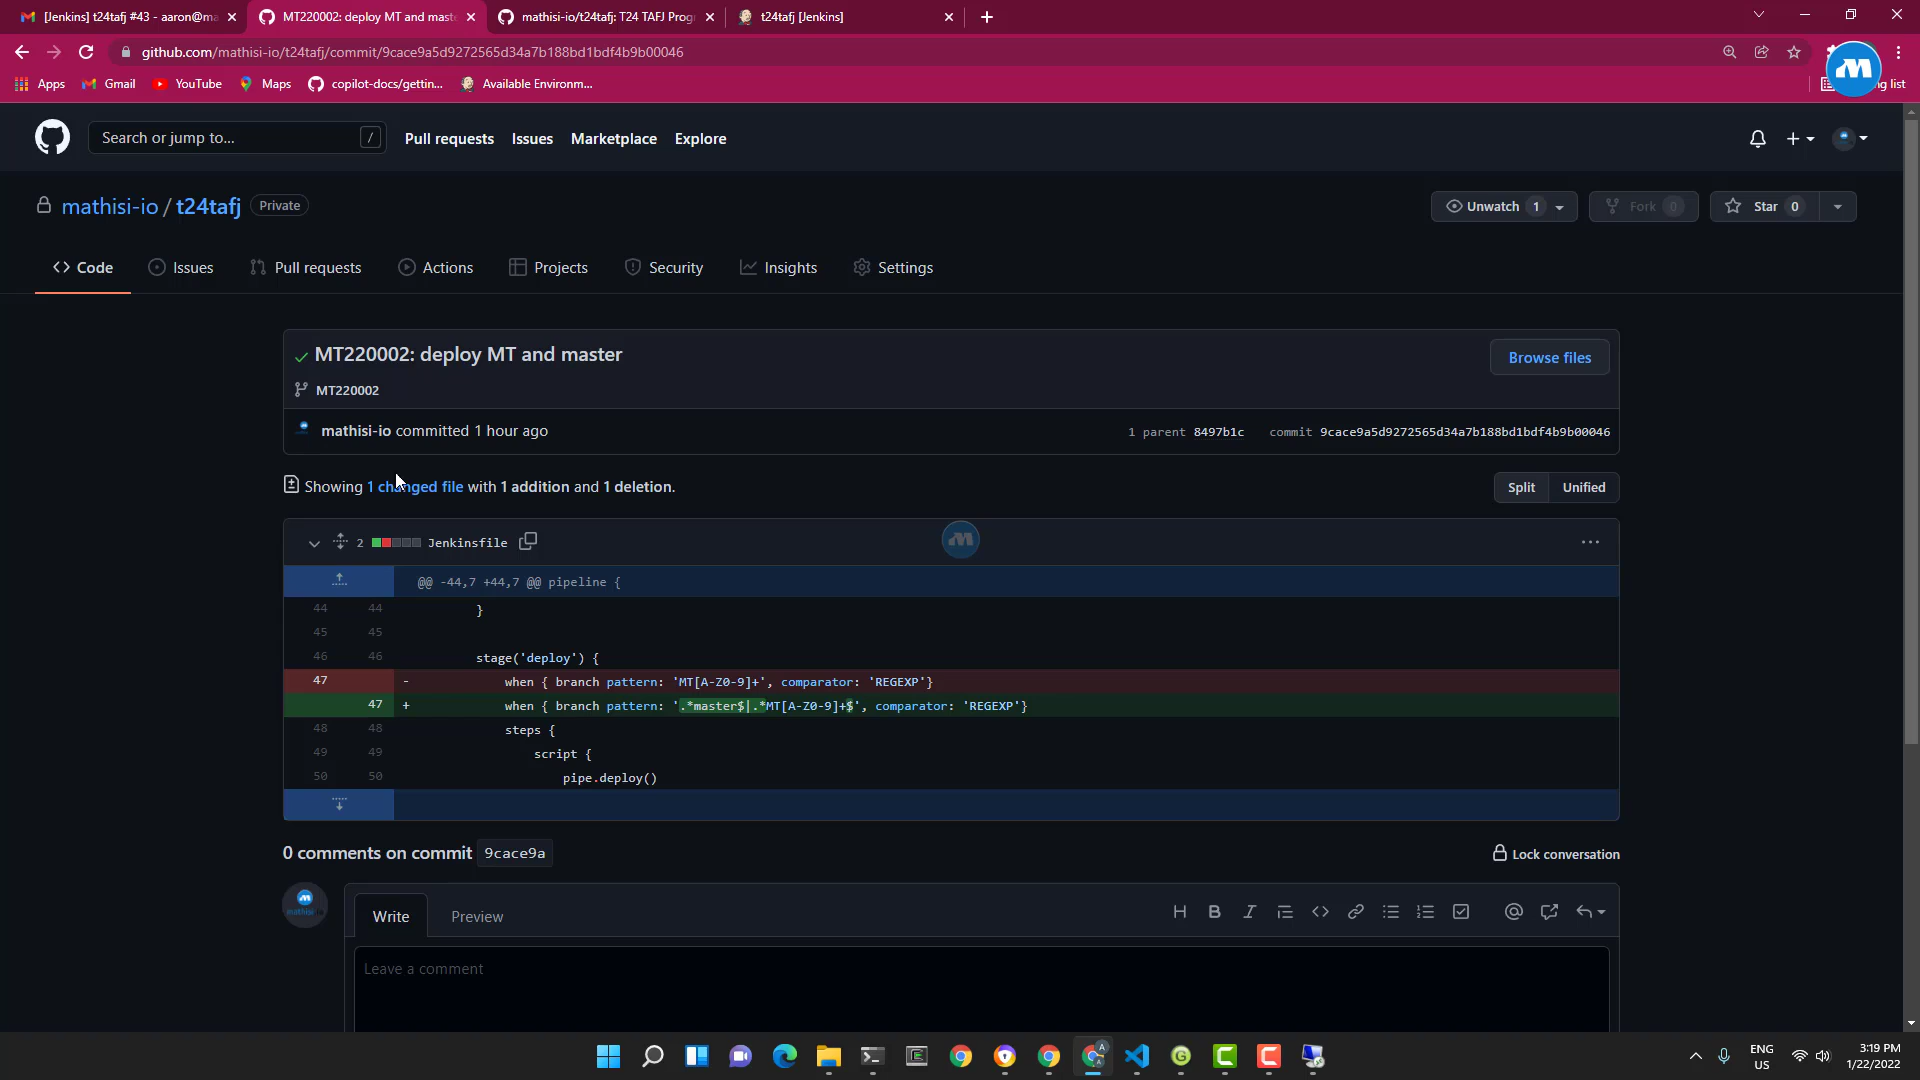 [Jenkins] t24tafj #43 - aaron@ma
MT220002: deploy MT and maste
mathisi-io/t24tafj: T24 TAFJ Prog
t24tafj [Jenkins]
github.com/mathisi-io/t24tafj/commit/9cace9a5d9272565d34a7b188bd1bdf4b9b00046
Apps
Gmail
YouTube
Maps
copilot-docs/gettin...
Available Environm...
ng list
Search or jump to...
/
Pull requests
Issues
Marketplace
Explore
mathisi-io / t24tafj
Private
Unwatch 1
Fork 0
Star 0
Code
Issues
Pull requests
Actions
Projects
Security
Insights
Settings
MT220002: deploy MT and master
Browse files
MT220002
mathisi-io committed 1 hour ago
1 parent 8497b1c commit 9cace9a5d9272565d34a7b188bd1bdf4b9b00046
Showing 1 changed file with 1 addition and 1 deletion.
Split
Unified
2 Jenkinsfile
@@ -44,7 +44,7 @@ pipeline {
44 44 }
45 45
46 46 stage('deploy') {
47 - when { branch pattern: 'MT[A-Z0-9]+', comparator: 'REGEXP'}
47 + when { branch pattern: '.*master$|.*MT[A-Z0-9]+$', comparator: 'REGEXP'}
48 48 steps {
49 49 script {
50 50 pipe.deploy()
0 comments on commit 9cace9a
Lock conversation
Write
Preview
Leave a comment
ENG
US
3:19 PM
1/22/2022